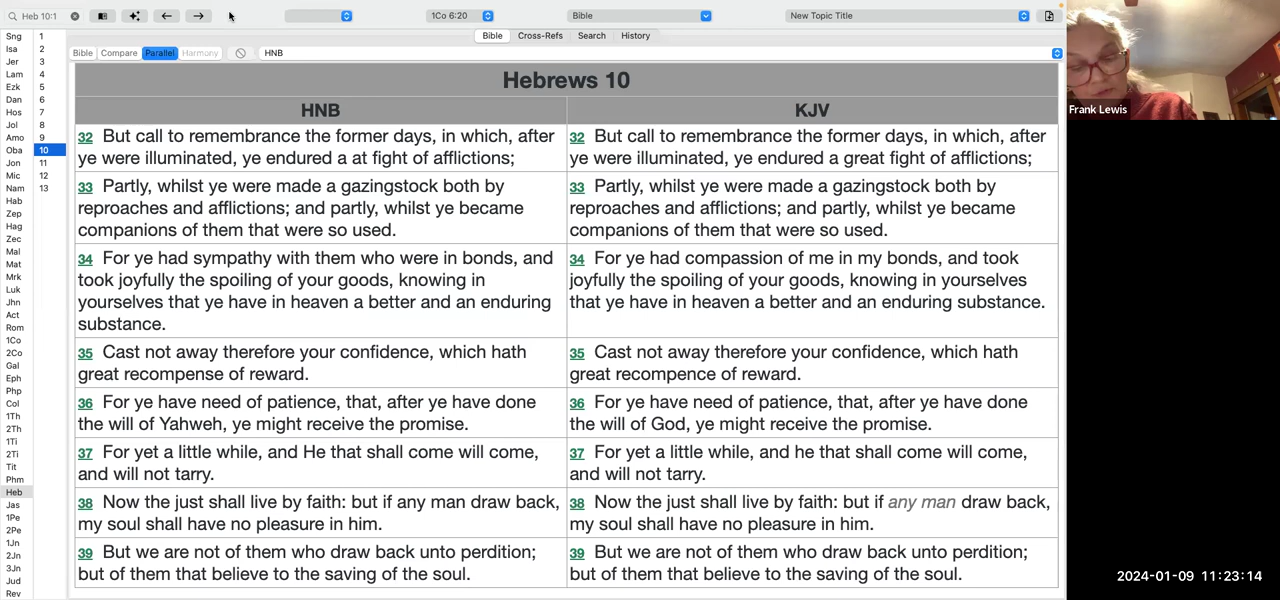 Heb 10:1
1Co 6:20
Bible
New Topic Title
Bible Cross-Refs Search History
Bible Compare Parallel Harmony HNB
Sng
Isa
Jer
Lam
Ezk
Dan
Hos
Jol
Amo
Oba
Jon
Mic
Nam
Hab
Zep
Hag
Zec
Mal
Mat
Mrk
Luk
Jhn
Act
Rom
1Co
2Co
Gal
Eph
Php
Col
1Th
2Th
1Ti
2Ti
Tit
Phm
Heb
Jas
1Pe
2Pe
1Jn
2Jn
3Jn
Jud
Rev
1
2
3
4
5
6
7
8
9
10
11
12
13
Hebrews 10
HNB
32 But call to remembrance the former days, in which, after
ye were illuminated, ye endured a at fight of afflictions;
33 Partly, whilst ye were made a gazingstock both by
reproaches and afflictions; and partly, whilst ye became
companions of them that were so used.
34 For ye had sympathy with them who were in bonds, and
took joyfully the spoiling of your goods, knowing in
yourselves that ye have in heaven a better and an enduring
substance.
35 Cast not away therefore your confidence, which hath
great recompense of reward.
36 For ye have need of patience, that, after ye have done
the will of Yahweh, ye might receive the promise.
37 For yet a little while, and He that shall come will come,
and will not tarry.
38 Now the just shall live by faith: but if any man draw back,
my soul shall have no pleasure in him.
39 But we are not of them who draw back unto perdition;
but of them that believe to the saving of the soul.
KJV
32 But call to remembrance the former days, in which, after
ye were illuminated, ye endured a great fight of afflictions;
33 Partly, whilst ye were made a gazingstock both by
reproaches and afflictions; and partly, whilst ye became
companions of them that were so used.
34 For ye had compassion of me in my bonds, and took
joyfully the spoiling of your goods, knowing in yourselves
that ye have in heaven a better and an enduring substance.
35 Cast not away therefore your confidence, which hath
great recompence of reward.
36 For ye have need of patience, that, after ye have done
the will of God, ye might receive the promise.
37 For yet a little while, and he that shall come will come,
and will not tarry.
38 Now the just shall live by faith: but if any man draw back,
my soul shall have no pleasure in him.
39 But we are not of them who draw back unto perdition;
but of them that believe to the saving of the soul.
Frank Lewis
2024-01-09 11:23:14